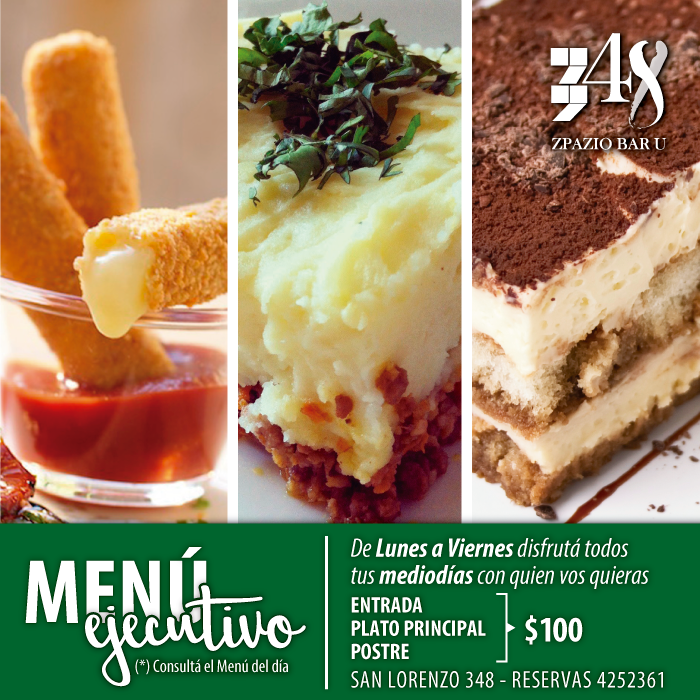 348
ZPAZIO BAR U
MENÚ
ejecutivo
(*) Consultá el Menú del día
De Lunes a Viernes disfrutá todos
tus mediodías con quien vos quieras
ENTRADA
PLATO PRINCIPAL
POSTRE
$100
SAN LORENZO 348 - RESERVAS 4252361